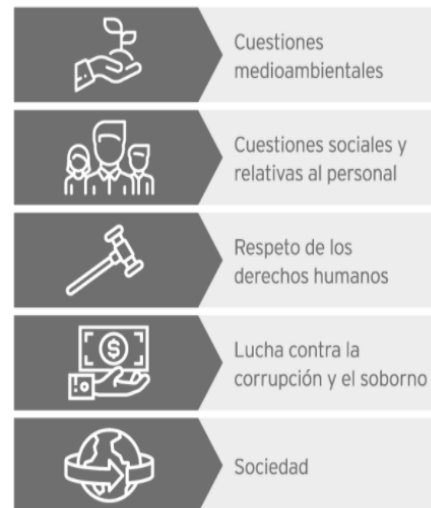 Cuestiones
medioambientales
Cuestiones sociales y
relativas al personal
Respeto de los
derechos humanos
Lucha contra la
corrupción y el soborno
Sociedad